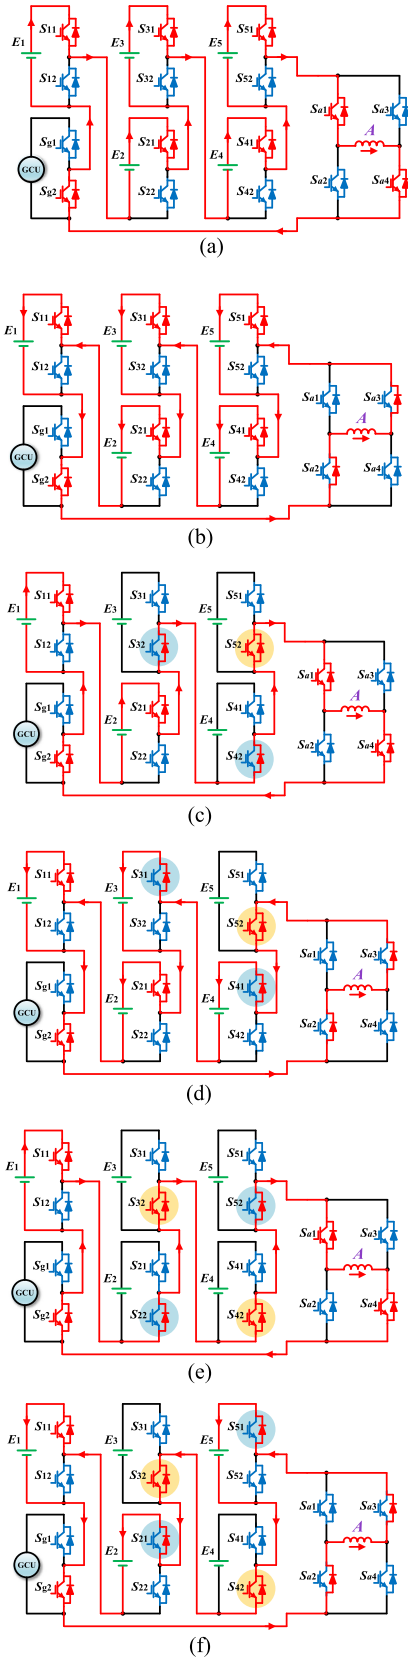 S11 S31 S51
E1 E3 E5
S12 S32 S52
Sa1 Sa3
A
Sg1 S21 S41
E2 E4
GCU
Sg2 S22 S42
Sa2 Sa4
(a)
S11 S31 S51
E1 E3 E5
S12 S32 S52
Sa1 Sa3
A
Sg1 S21 S41
E2 E4
GCU
Sg2 S22 S42
Sa2 Sa4
(b)
S11 S31 S51
E1 E3 E5
S12 S32 S52
Sa1 Sa3
A
Sg1 S21 S41
E2 E4
GCU
Sg2 S22 S42
Sa2 Sa4
(c)
S11 S31 S51
E1 E3 E5
S12 S32 S52
Sa1 Sa3
A
Sg1 S21 S41
E2 E4
GCU
Sg2 S22 S42
Sa2 Sa4
(d)
S11 S31 S51
E1 E3 E5
S12 S32 S52
Sa1 Sa3
A
Sg1 S21 S41
E2 E4
GCU
Sg2 S22 S42
Sa2 Sa4
(e)
S11 S31 S51
E1 E3 E5
S12 S32 S52
Sa1 Sa3
A
Sg1 S21 S41
E2 E4
GCU
Sg2 S22 S42
Sa2 Sa4
(f)